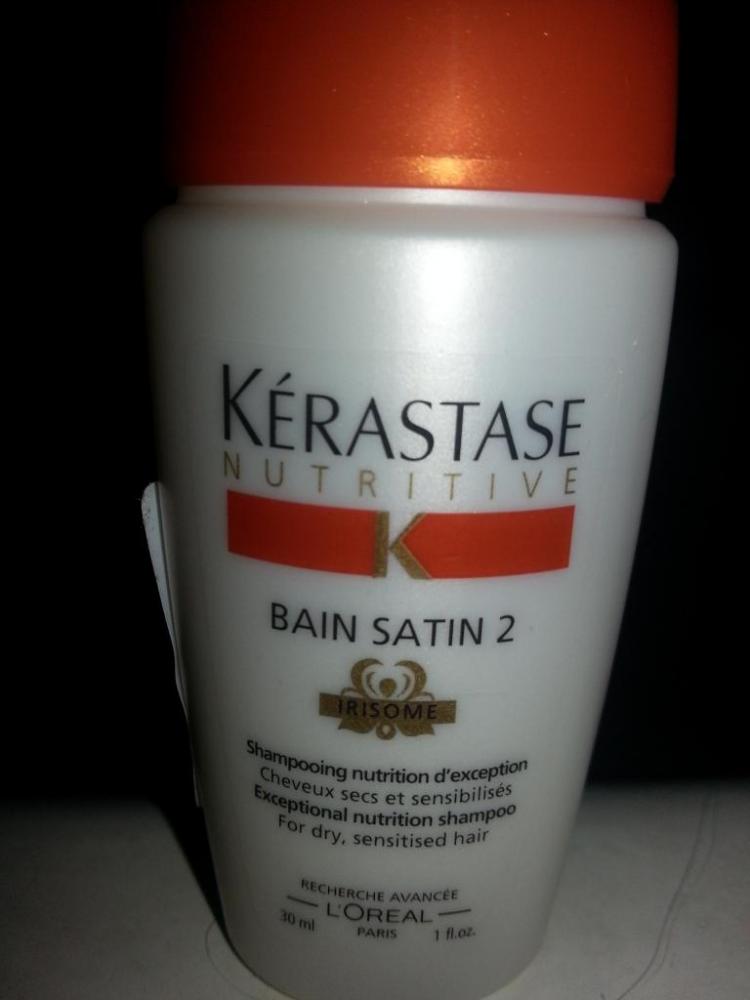 KÉRASTASE
NUTRITIVE
K
BAIN SATIN 2
IRISOME
Shampooing nutrition d'exception
Cheveux secs et sensibilisés
Exceptional nutrition shampoo
For dry, sensitised hair
RECHERCHE AVANCÉE
L'ORÉAL
30 ml PARIS 1 fl.oz.